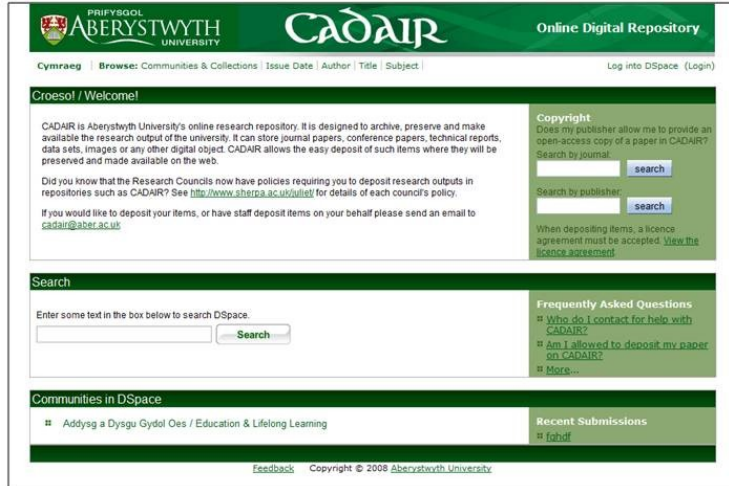 PRIFYSGOL
ABERYSTWYTH
UNIVERSITY
CADAIR
Online Digital Repository
Cymraeg | Browse: Communities & Collections | Issue Date | Author | Title | Subject |
Log into DSpace (Login)
Croeso! / Welcome!
CADAIR is Aberystwyth University's online research repository. It is designed to archive, preserve and make
available the research output of the university. It can store journal papers, conference papers, technical reports,
data sets, images or any other digital object. CADAIR allows the easy deposit of such items where they will be
preserved and made available on the web.
Did you know that the Research Councils now have policies requiring you to deposit research outputs in
repositories such as CADAIR? See http://www.sherpa.ac.uk/juliet/ for details of each council's policy.
If you would like to deposit your items, or have staff deposit items on your behalf please send an email to
cadair@aber.ac.uk
Copyright
Does my publisher allow me to provide an
open-access copy of a paper in CADAIR?
Search by journal:
search
Search by publisher:
search
When depositing items, a licence
agreement must be accepted. View the
licence agreement
Search
Enter some text in the box below to search DSpace.
Search
Frequently Asked Questions
Who do I contact for help with
CADAIR?
Am I allowed to deposit my paper
on CADAIR?
More...
Communities in DSpace
Addysg a Dysgu Gydol Oes / Education & Lifelong Learning
Recent Submissions
fghdf
Feedback Copyright © 2008 Aberystwyth University